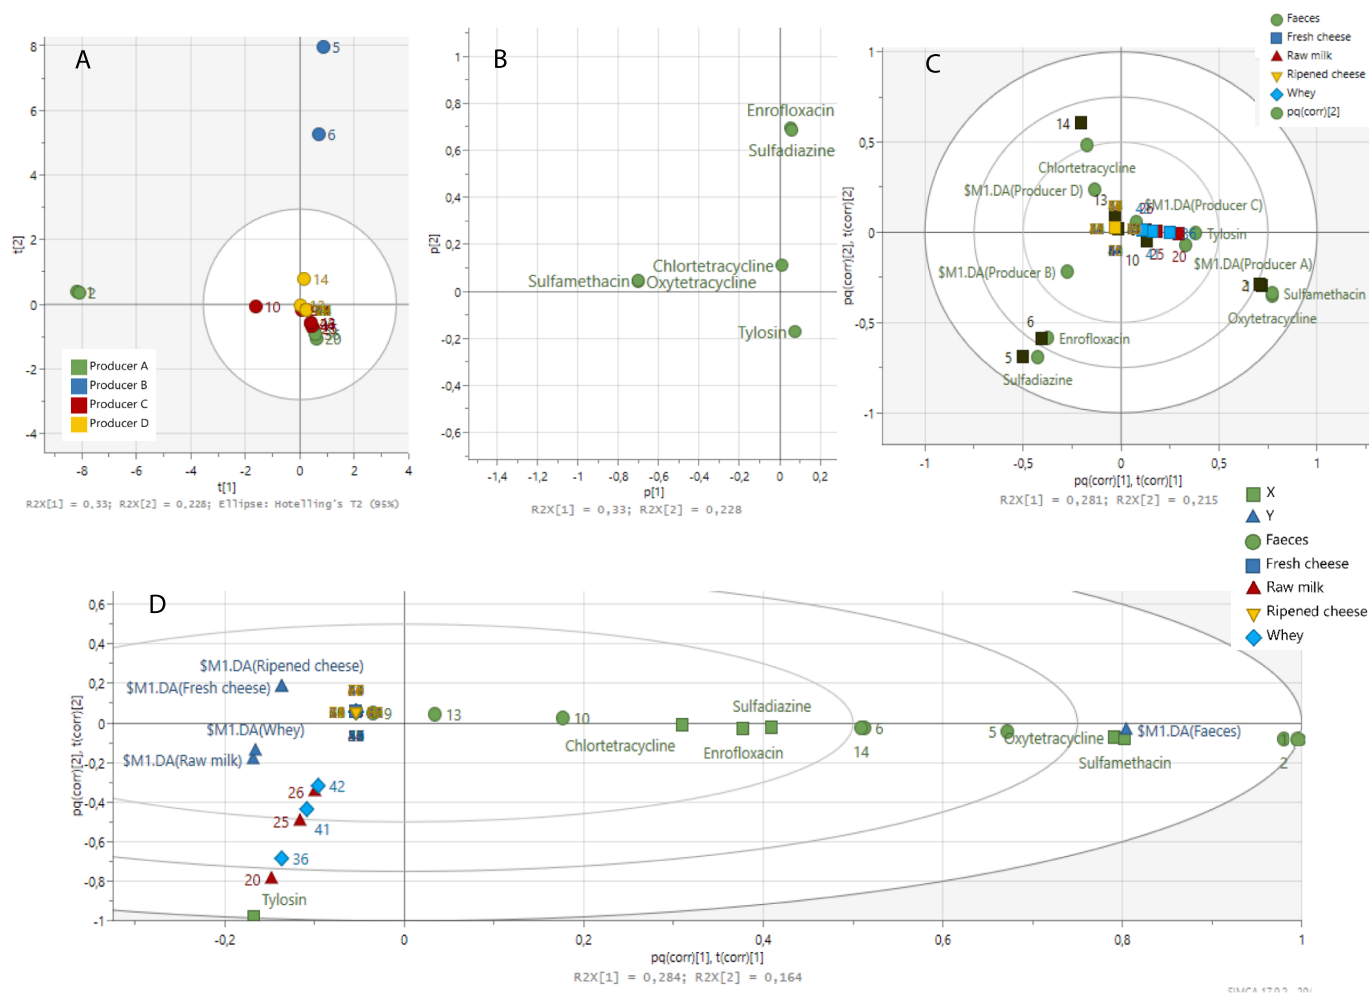 A
8
6
4
2
0
-2
-4
t[2]
5
6
14
10
20
2
Producer A
Producer B
Producer C
Producer D
-8
-6
-4
-2
0
2
4
t[1]
R2X[1] = 0,33; R2X[2] = 0,228; Ellipse: Hotelling's T2 (95%)
B
1
0,8
0,6
0,4
0,2
0
-0,2
-0,4
-0,6
p[2]
Enrofloxacin
Sulfadiazine
Chlortetracycline
Sulfamethacin
Oxytetracycline
Tylosin
-1,4
-1,2
-1
-0,8
-0,6
-0,4
-0,2
0
0,2
p[1]
R2X[1] = 0,33; R2X[2] = 0,228
C
Faeces
Fresh cheese
Raw milk
Ripened cheese
Whey
pq(corr)[2]
1
0,5
0
-0,5
-1
pq(corr)[2], t(corr)[2]
14
Chlortetracycline
$M1.DA(Producer D)
13
$M1.DA(Producer C)
Tylosin
10
25
20
$M1.DA(Producer B)
$M1.DA(Producer A)
2
Sulfamethacin
Oxytetracycline
6
Enrofloxacin
5
Sulfadiazine
-1
-0,5
0
0,5
1
pq(corr)[1], t(corr)[1]
R2X[1] = 0,281; R2X[2] = 0,215
X
Y
Faeces
Fresh cheese
Raw milk
Ripened cheese
Whey
D
0,6
0,4
0,2
0
-0,2
-0,4
-0,6
-0,8
-1
pq(corr)[2], t(corr)[2]
$M1.DA(Ripened cheese)
$M1.DA(Fresh cheese)
$M1.DA(Whey)
$M1.DA(Raw milk)
9
13
10
Chlortetracycline
Sulfadiazine
Enrofloxacin
6
14
5
Oxytetracycline
$M1.DA(Faeces)
Sulfamethacin
1
2
26
42
25
41
36
20
Tylosin
-0,2
0
0,2
0,4
0,6
0,8
1
pq(corr)[1], t(corr)[1]
R2X[1] = 0,284; R2X[2] = 0,164